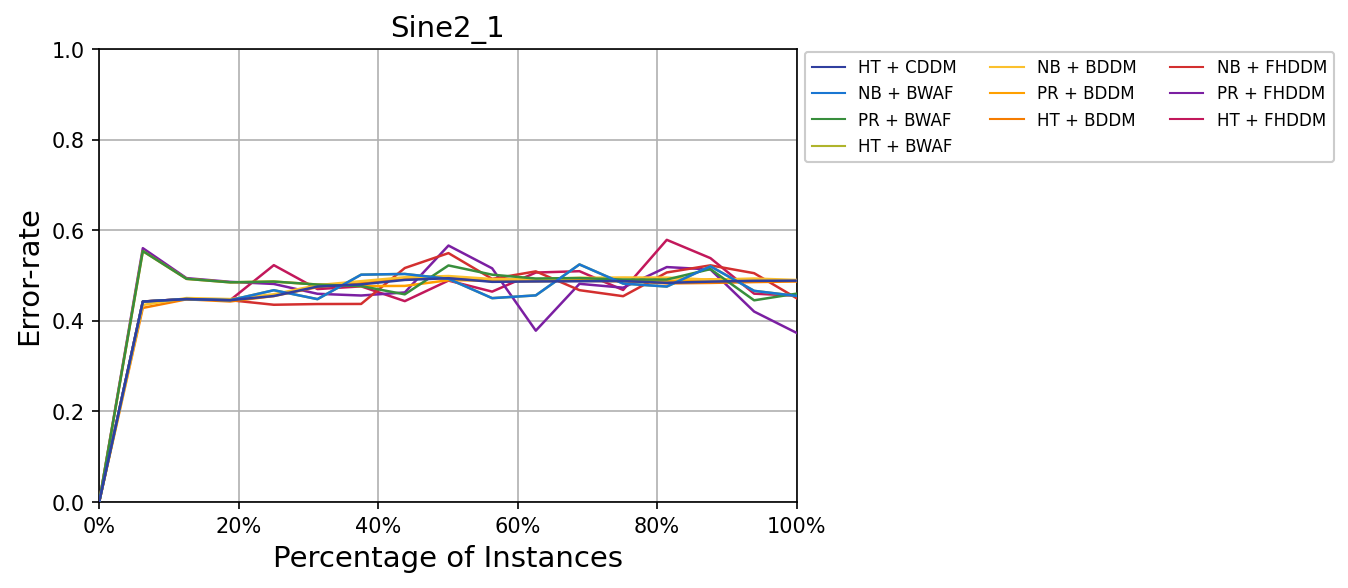 Sine2_1
1.0
0.8
0.6
0.4
0.2
0.0
Error-rate
0% 20% 40% 60% 80% 100%
Percentage of Instances
HT + CDDM
NB + BWAF
PR + BWAF
HT + BWAF
NB + BDDM
PR + BDDM
HT + BDDM
NB + FHDDM
PR + FHDDM
HT + FHDDM